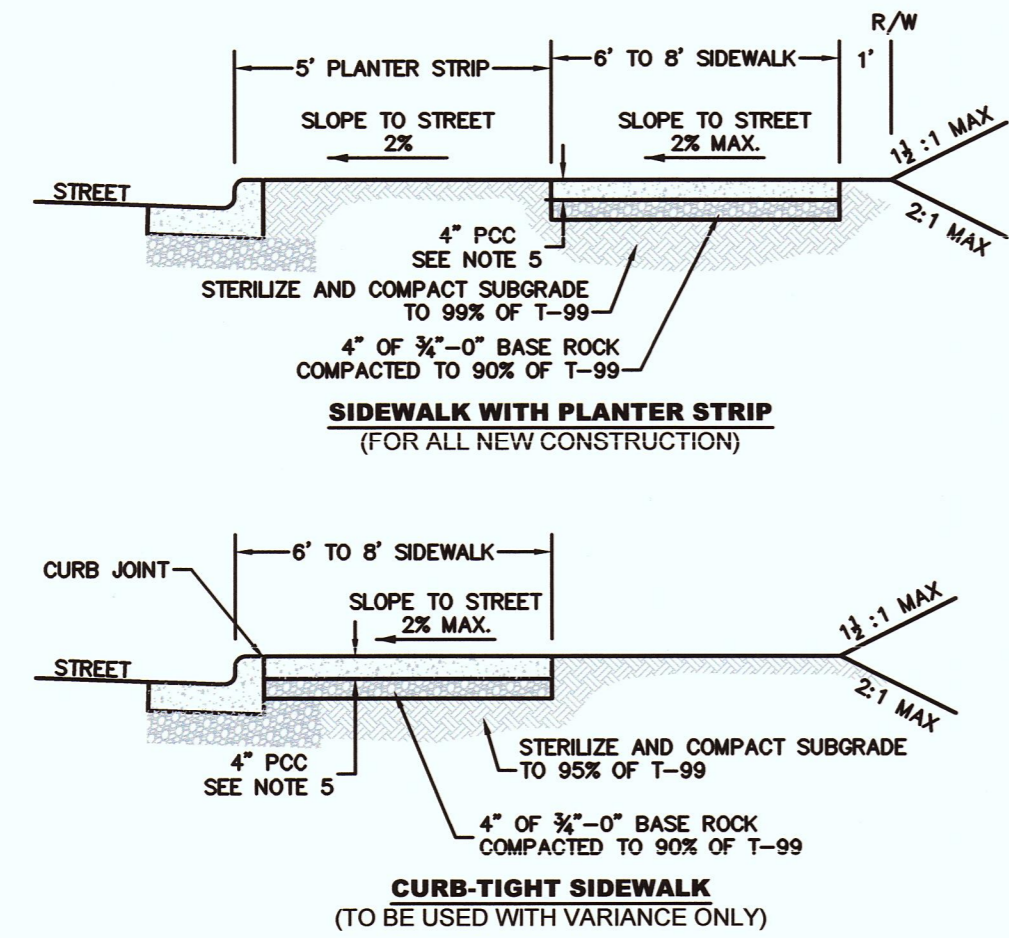 R/W
5' PLANTER STRIP
6' TO 8' SIDEWALK
1'
SLOPE TO STREET
2%
SLOPE TO STREET
2% MAX.
1½ :1 MAX
STREET
2:1 MAX
4" PCC
SEE NOTE 5
STERILIZE AND COMPACT SUBGRADE
TO 99% OF T-99
4" OF ¾"-0" BASE ROCK
COMPACTED TO 90% OF T-99
SIDEWALK WITH PLANTER STRIP
(FOR ALL NEW CONSTRUCTION)
6' TO 8' SIDEWALK
CURB JOINT
SLOPE TO STREET
2% MAX.
1½ :1 MAX
STREET
2:1 MAX
4" PCC
SEE NOTE 5
STERILIZE AND COMPACT SUBGRADE
TO 95% OF T-99
4" OF ¾"-0" BASE ROCK
COMPACTED TO 90% OF T-99
CURB-TIGHT SIDEWALK
(TO BE USED WITH VARIANCE ONLY)